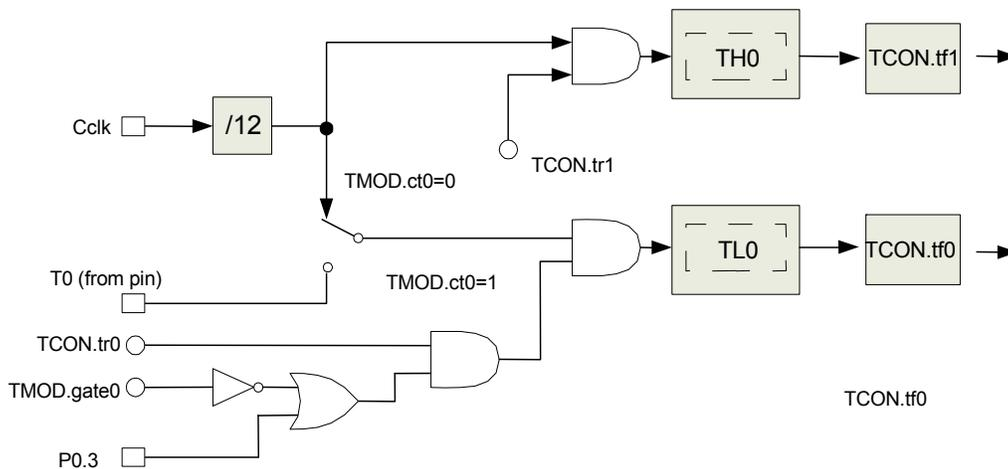 TH0
TCON.tf1
Cclk
/12
TCON.tr1
TMOD.ct0=0
TL0
TCON.tf0
T0 (from pin)
TMOD.ct0=1
TCON.tr0
TMOD.gate0
TCON.tf0
P0.3